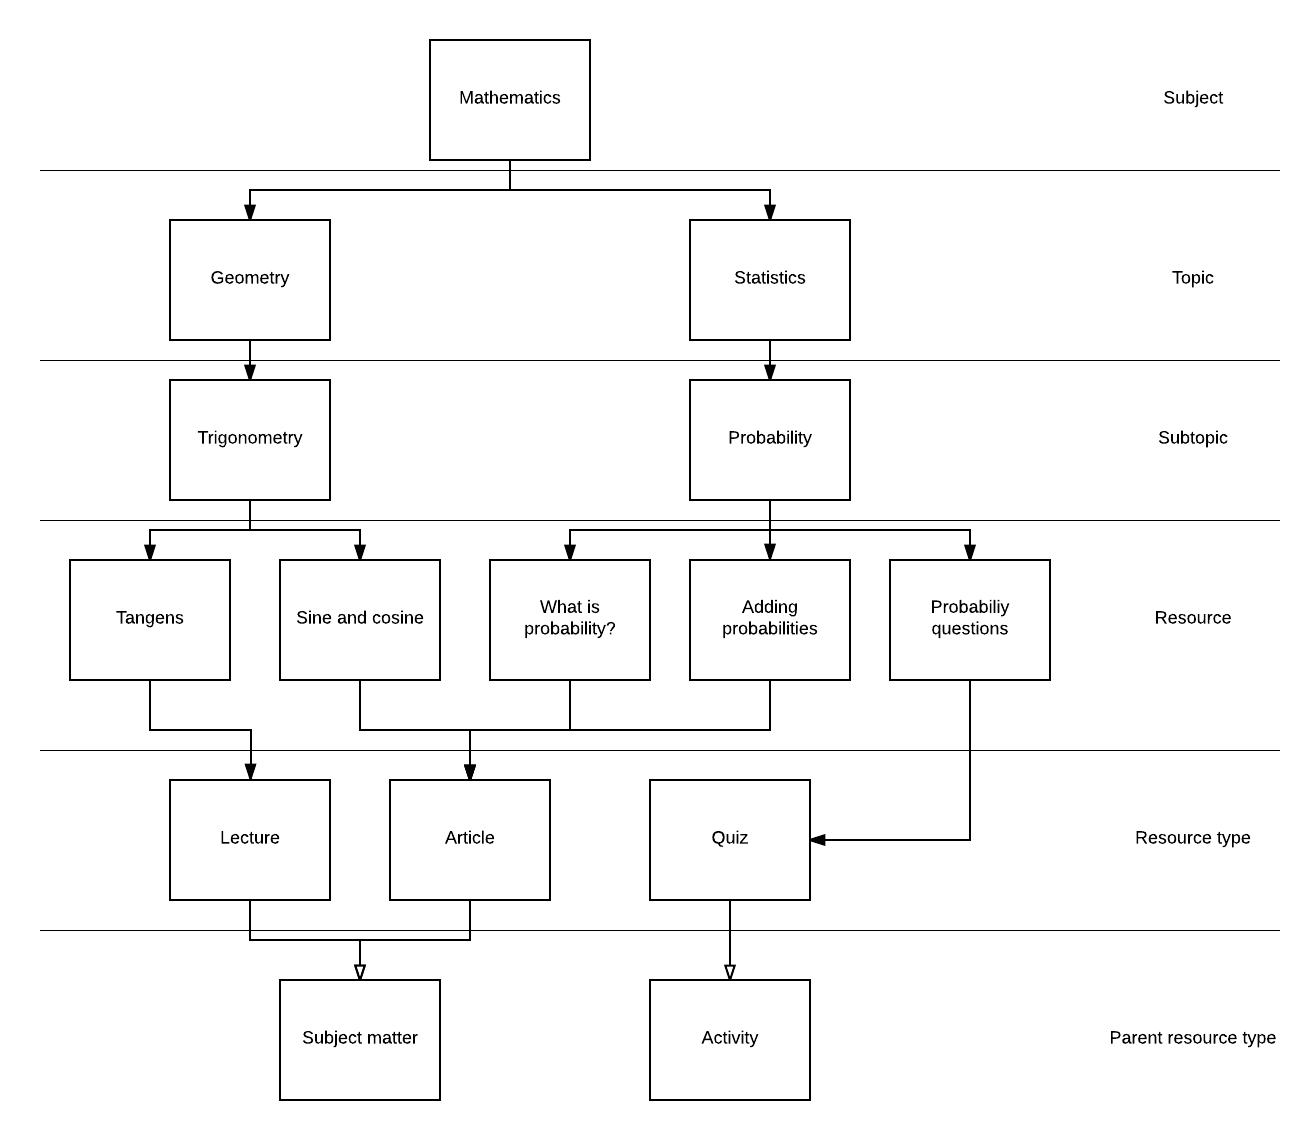 Mathematics
Subject
Geometry
Statistics
Topic
Trigonometry
Probability
Subtopic
Tangens
Sine and cosine
What is
probability?
Adding
probabilities
Probabiliy
questions
Resource
Lecture
Article
Quiz
Resource type
Subject matter
Activity
Parent resource type